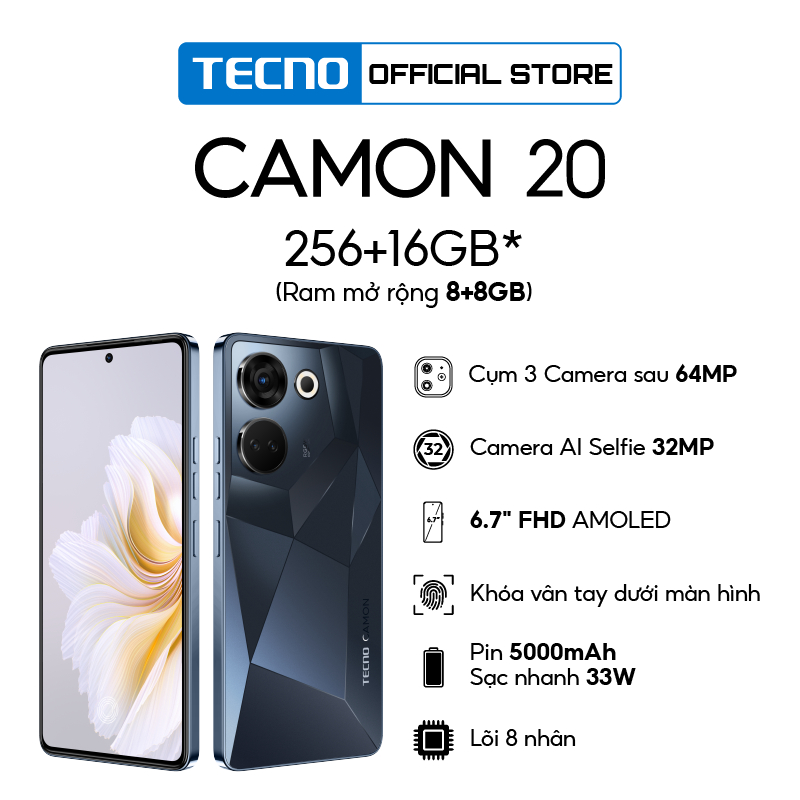 TECNO OFFICIAL STORE
CAMON 20
256+16GB*
(Ram mở rộng 8+8GB)
Cụm 3 Camera sau 64MP
32
Camera AI Selfie 32MP
6.7"
6.7" FHD AMOLED
Khóa vân tay dưới màn hình
Pin 5000mAh
Sạc nhanh 33W
Lõi 8 nhân
TECNO CAMON